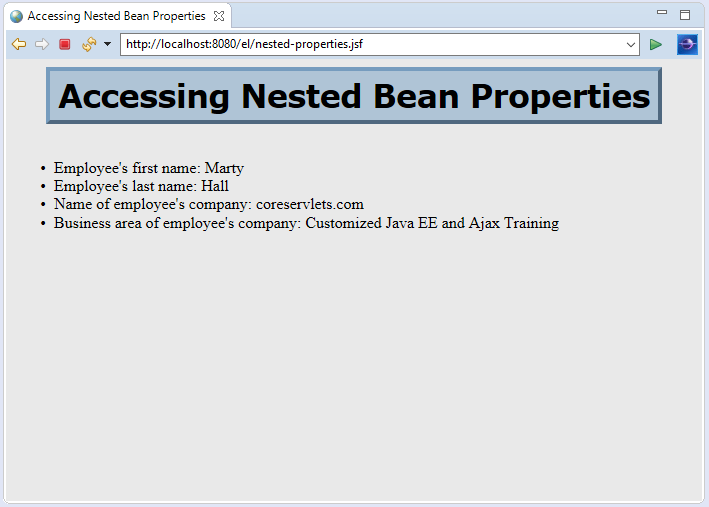 Accessing Nested Bean Properties
http://localhost:8080/el/nested-properties.jsf
Accessing Nested Bean Properties
• Employee's first name: Marty
• Employee's last name: Hall
• Name of employee's company: coreservlets.com
• Business area of employee's company: Customized Java EE and Ajax Training